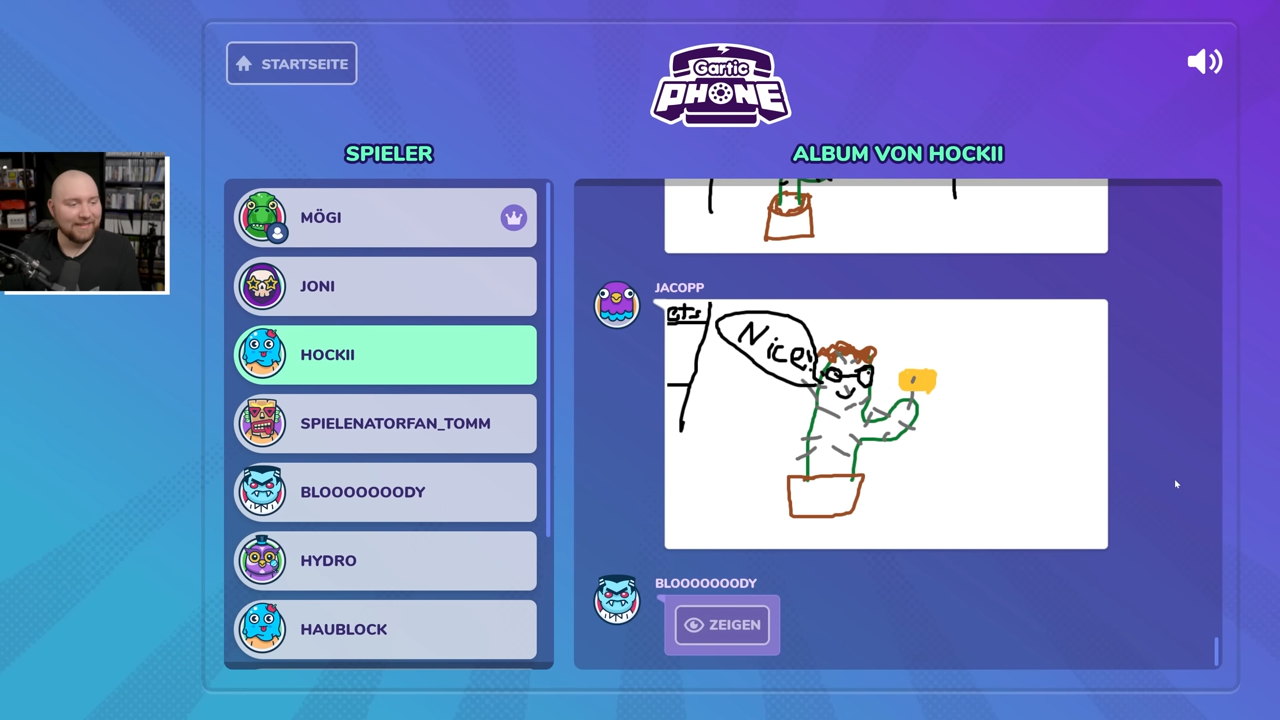 STARTSEITE
Gartic
PHONE
SPIELER
MÖGI
JONI
HOCKII
SPIELENATORFAN_TOMM
BLOOOOOOODY
HYDRO
HAUBLOCK
ALBUM VON HOCKII
JACOPP
Nice!
BLOOOOOOODY
ZEIGEN